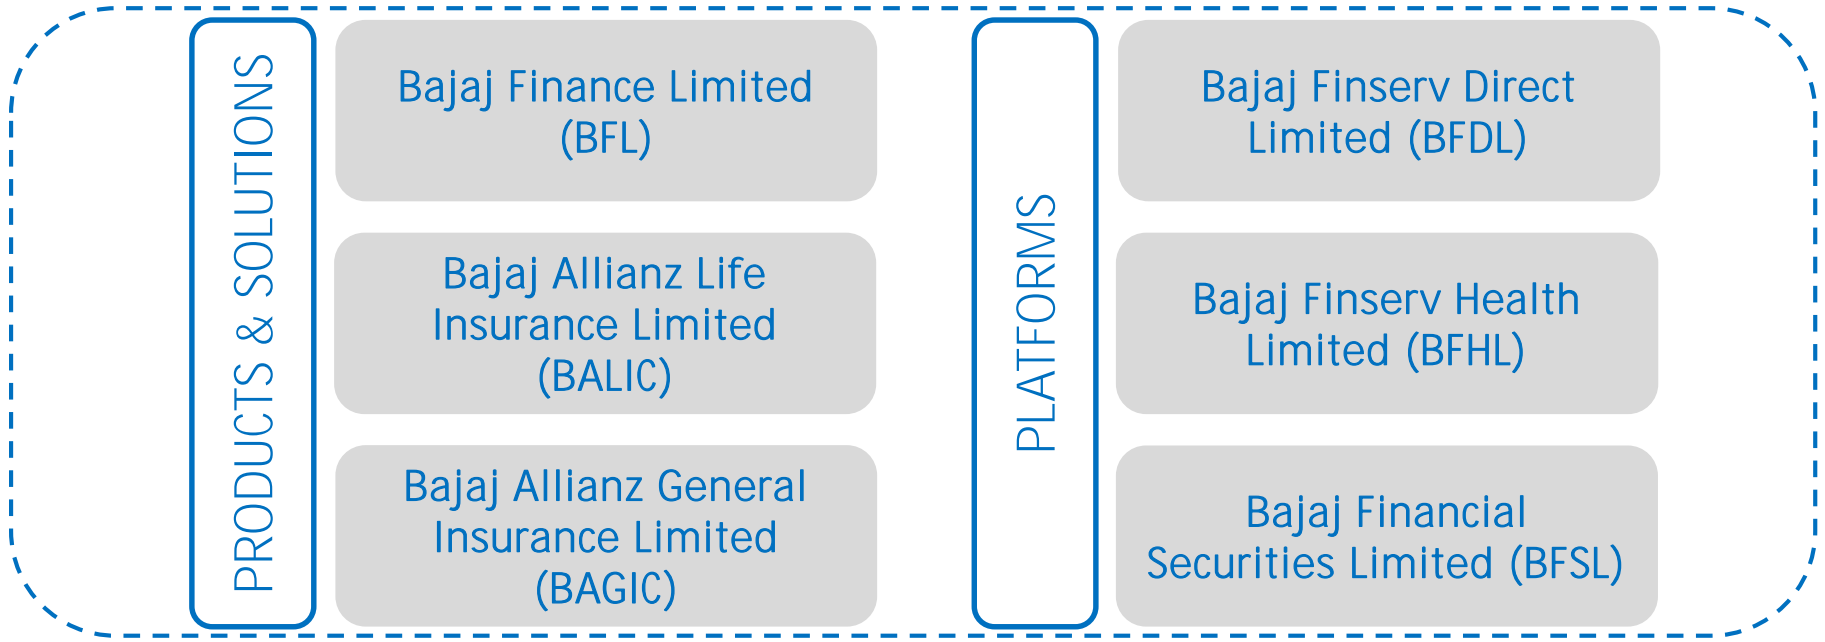 PRODUCTS & SOLUTIONS
Bajaj Finance Limited
(BFL)
Bajaj Allianz Life
Insurance Limited
(BALIC)
Bajaj Allianz General
Insurance Limited
(BAGIC)
PLATFORMS
Bajaj Finserv Direct
Limited (BFDL)
Bajaj Finserv Health
Limited (BFHL)
Bajaj Financial
Securities Limited (BFSL)